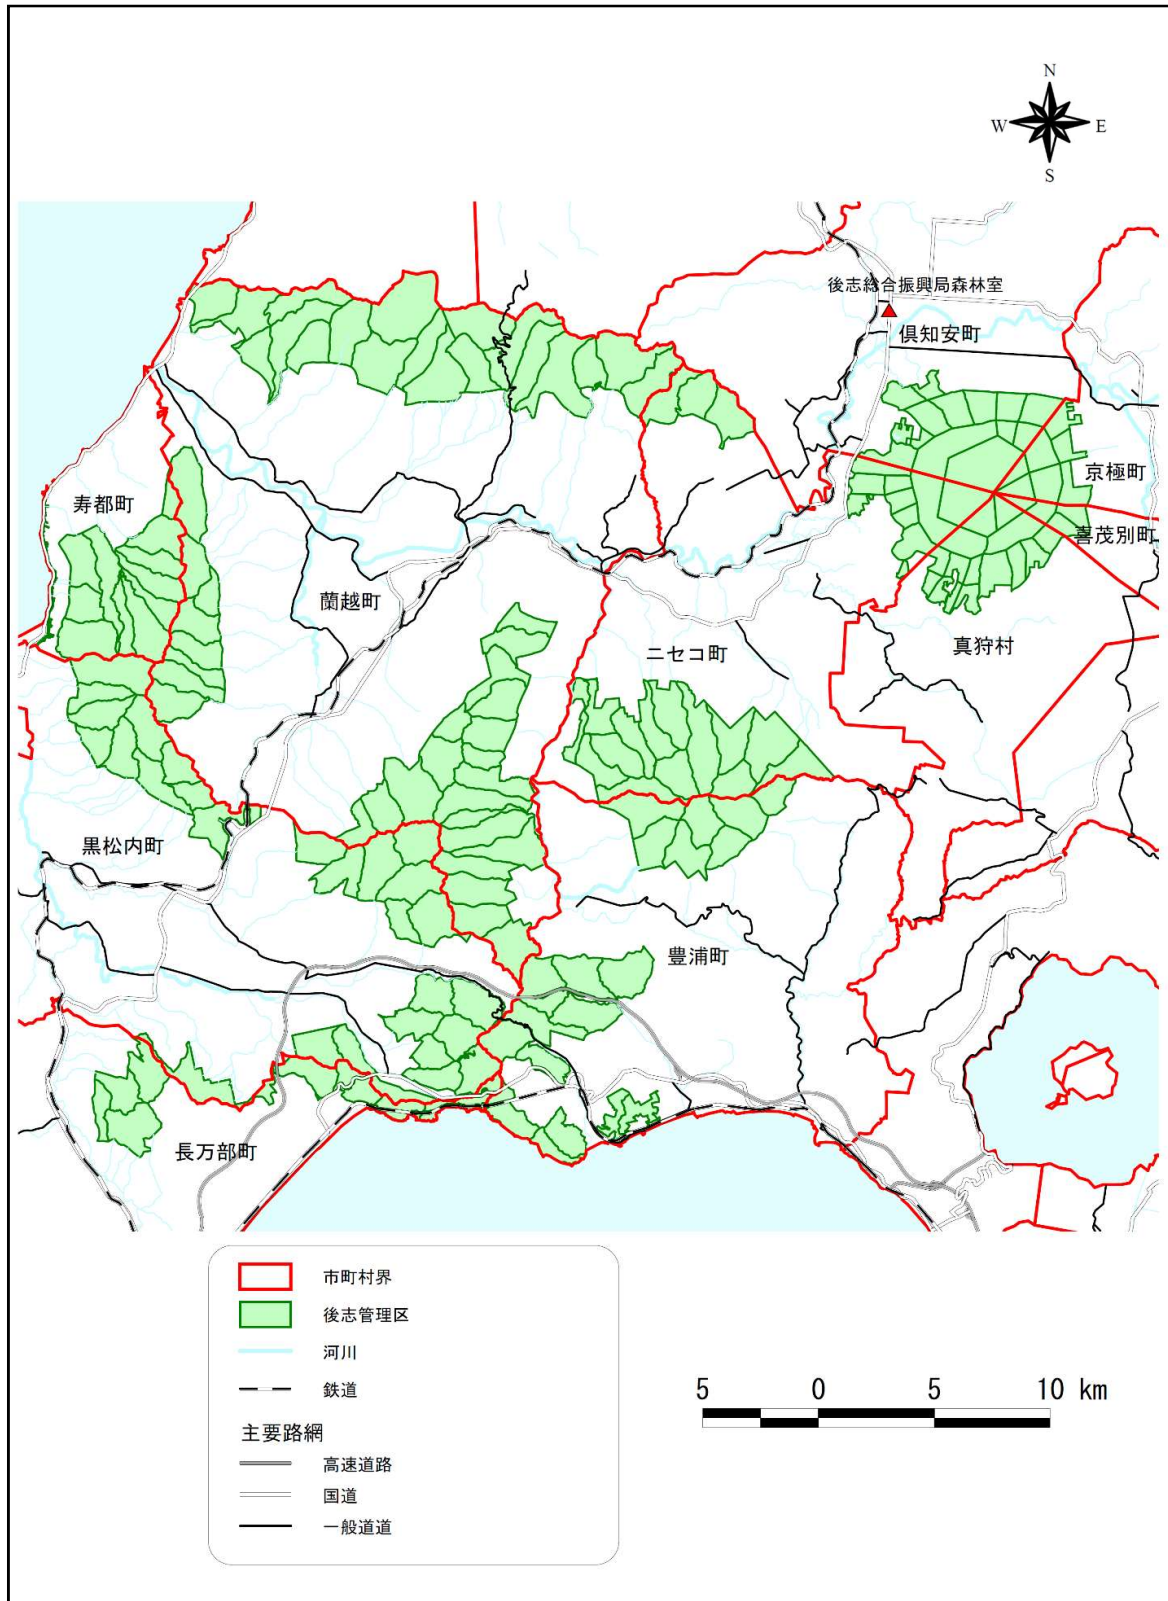 N
W E
S
後志総合振興局森林室
倶知安町
京極町
寿都町
喜茂別町
蘭越町
ニセコ町
真狩村
黒松内町
豊浦町
長万部町
市町村界
後志管理区
河川
鉄道
主要路網
高速道路
国道
一般道道
5 0 5 10 km